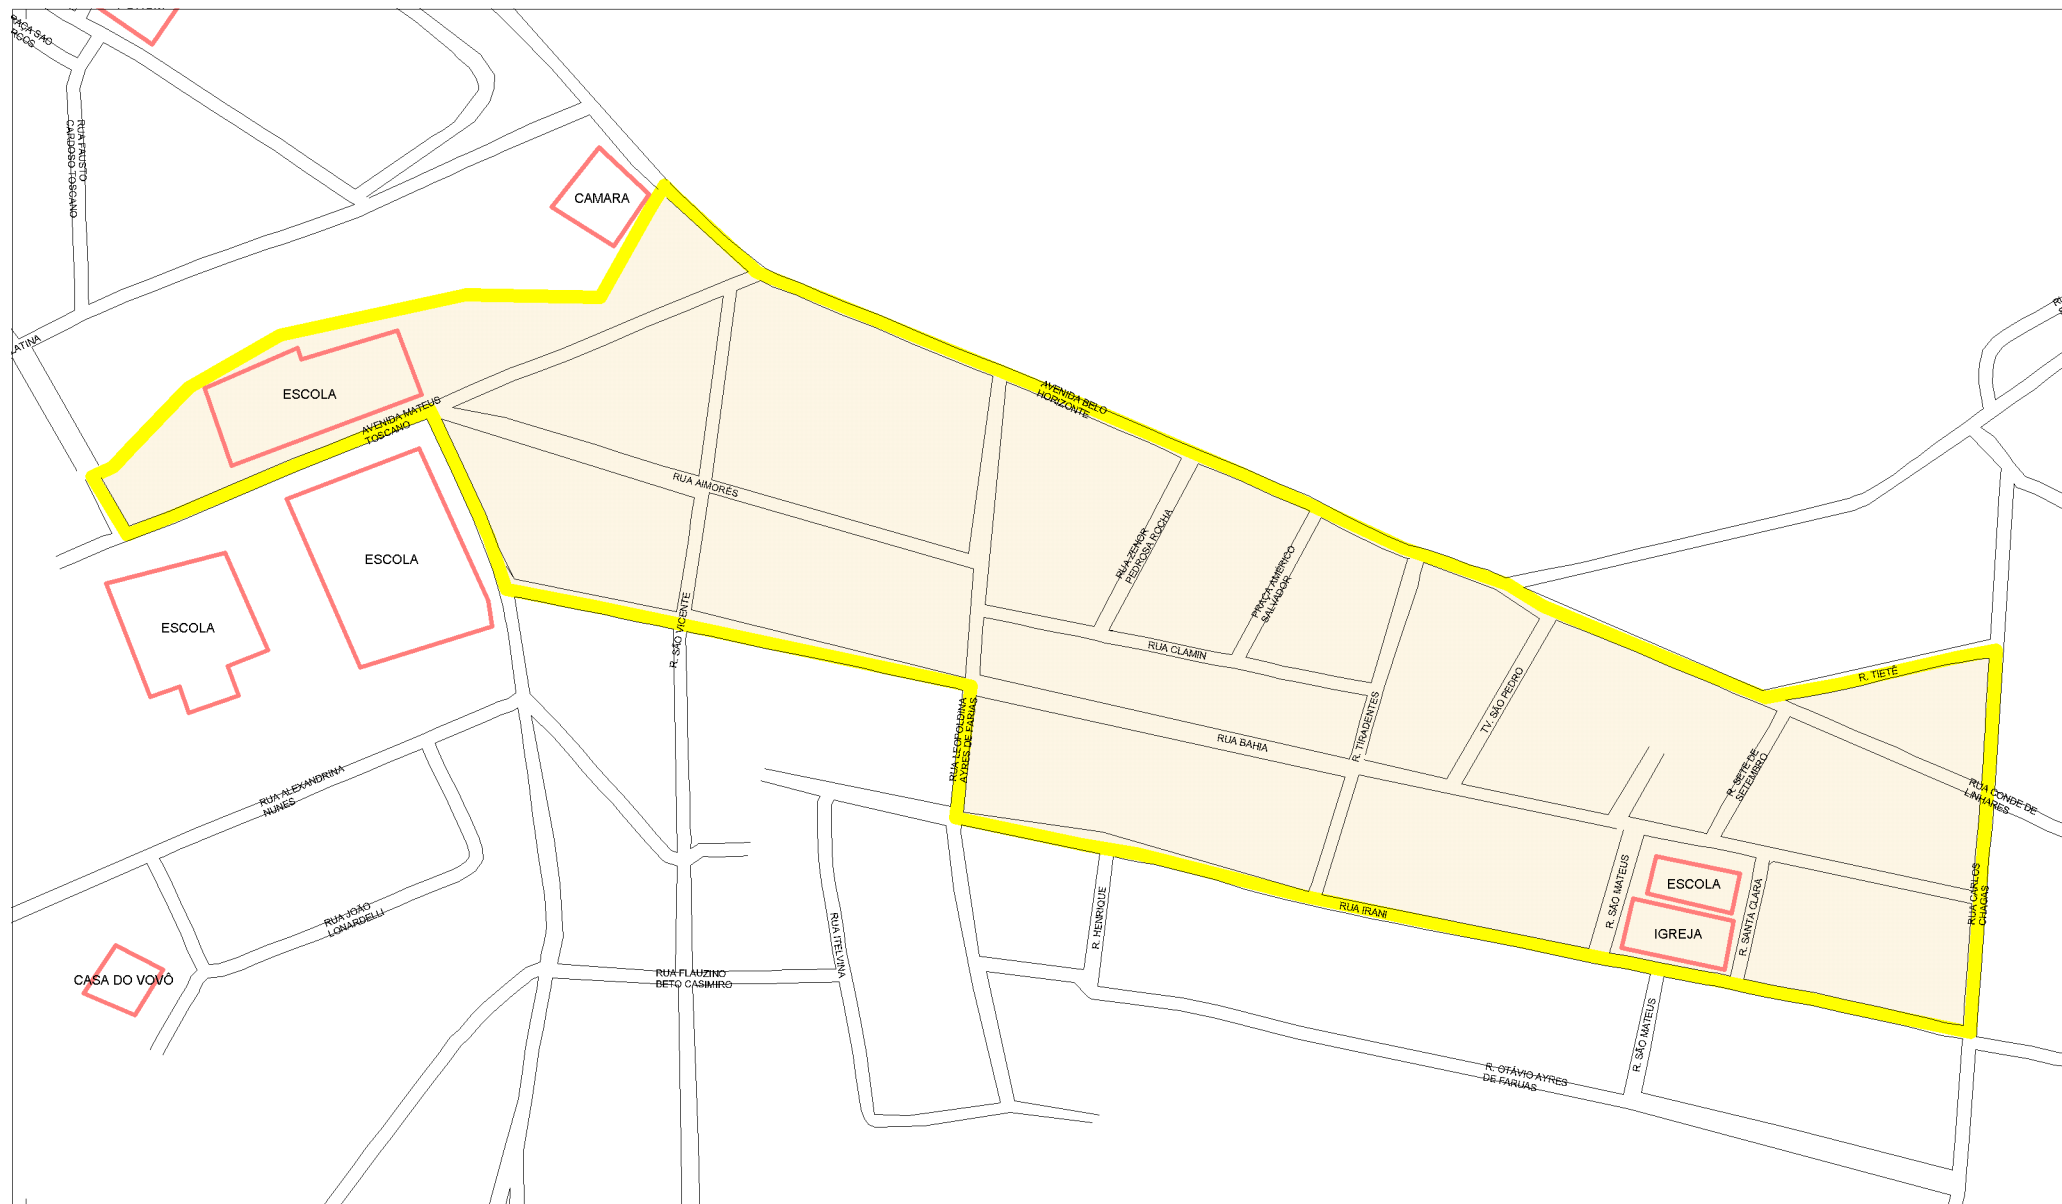 RUA FAUSTO
CARDOSO TOSCANO
CAMARA
ESCOLA
AVENIDA MATEUS
TOSCANO
AVENIDA BELO
HORIZONTE
RUA AIMORÉS
RUA ZENOR
PEDROSA ROCHA
PRAÇA AMÉRICO
SALVADOR
ESCOLA
ESCOLA
R. SÃO VICENTE
RUA CLAMIN
R. TIETÊ
RUA LEOPOLDINA
AYRES DE FARIAS
RUA BAHIA
R. TIRADENTES
TV. SÃO PEDRO
R. SETE DE
SETEMBRO
RUA CONDE DE
LINHARES
RUA ALEXANDRINA
NUNES
RUA JOÃO
LONARDELLI
RUA ITELVINA
R. HENRIQUE
RUA IRANI
R. SÃO MATEUS
ESCOLA
IGREJA
R. SANTA CLARA
RUA CARLOS
CHAGAS
CASA DO VOVÔ
RUA FLAUZINO
BETO CASIMIRO
R. SÃO MATEUS
R. OTÁVIO AYRES
DE FARUAS